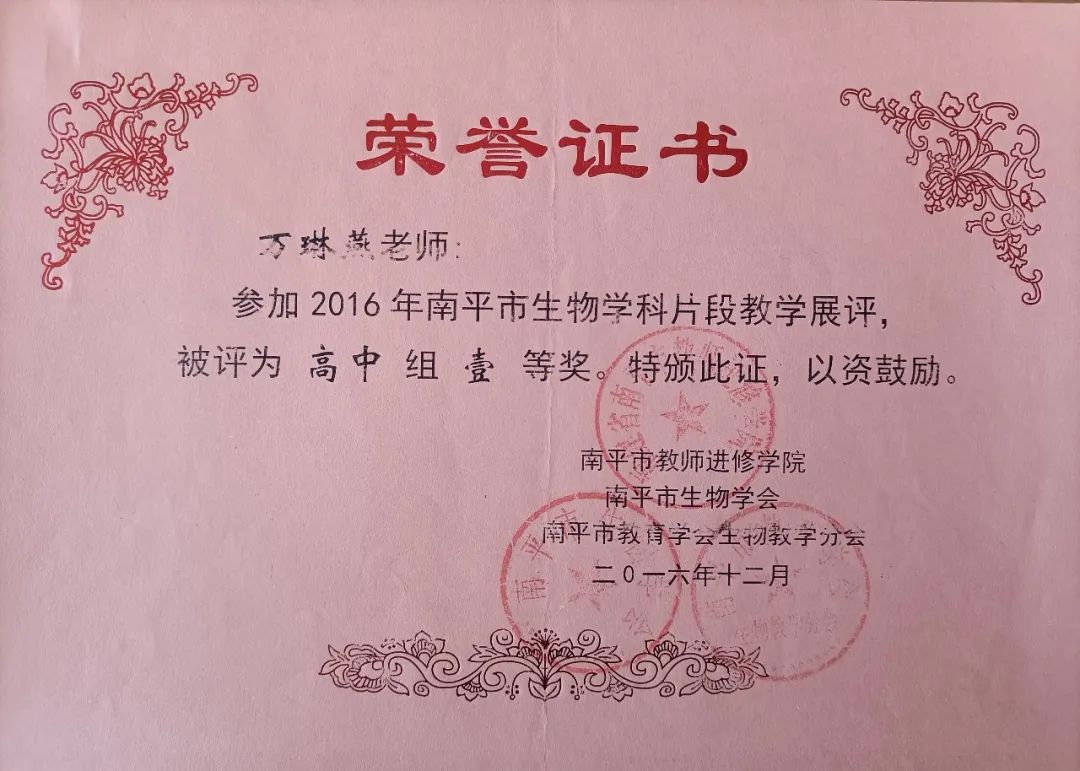 荣誉证书
万琳燕老师:
参加2016年南平市生物学科片段教学展评,
被评为 高中 组 壹 等奖。特颁此证，以资鼓励。
南平市教师进修学院
南平市生物学会
南平市教育学会生物教学分会
二0一六年十二月